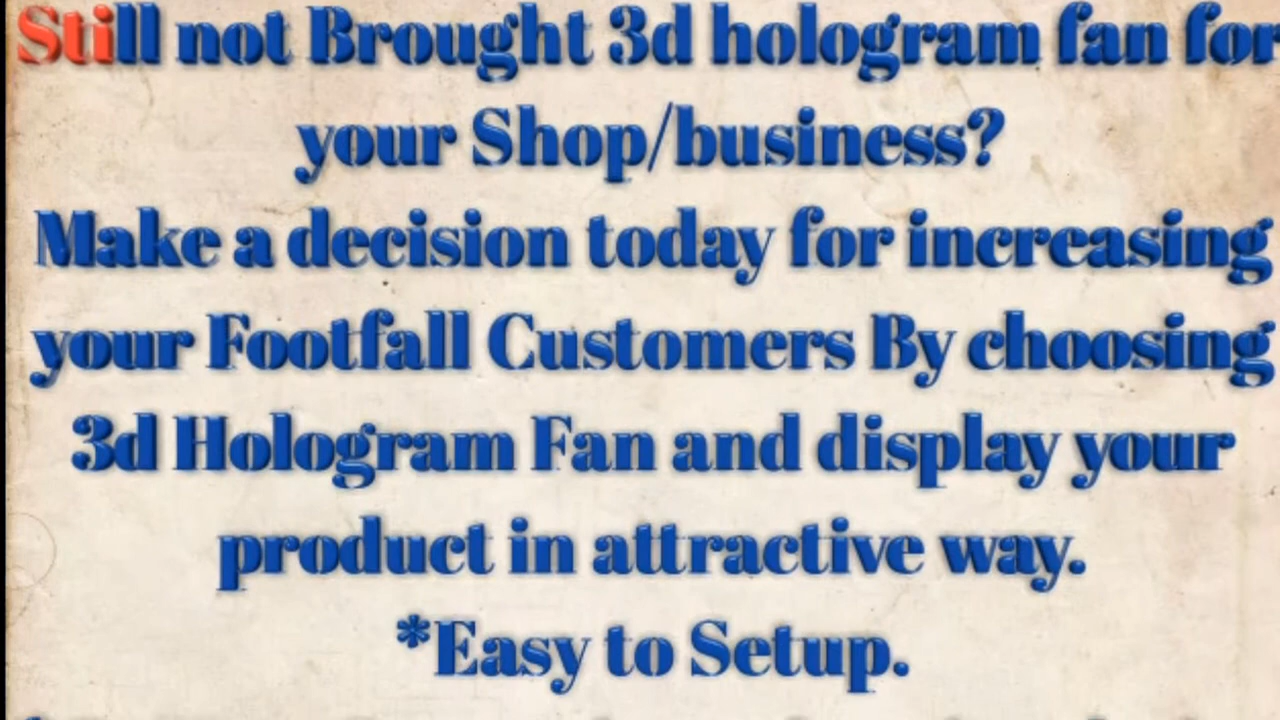 Still not Brought 3d hologram fan for
your Shop/business?
Make a decision today for increasing
your Footfall Customers By choosing
3d Hologram Fan and display your
product in attractive way.
*Easy to Setup.